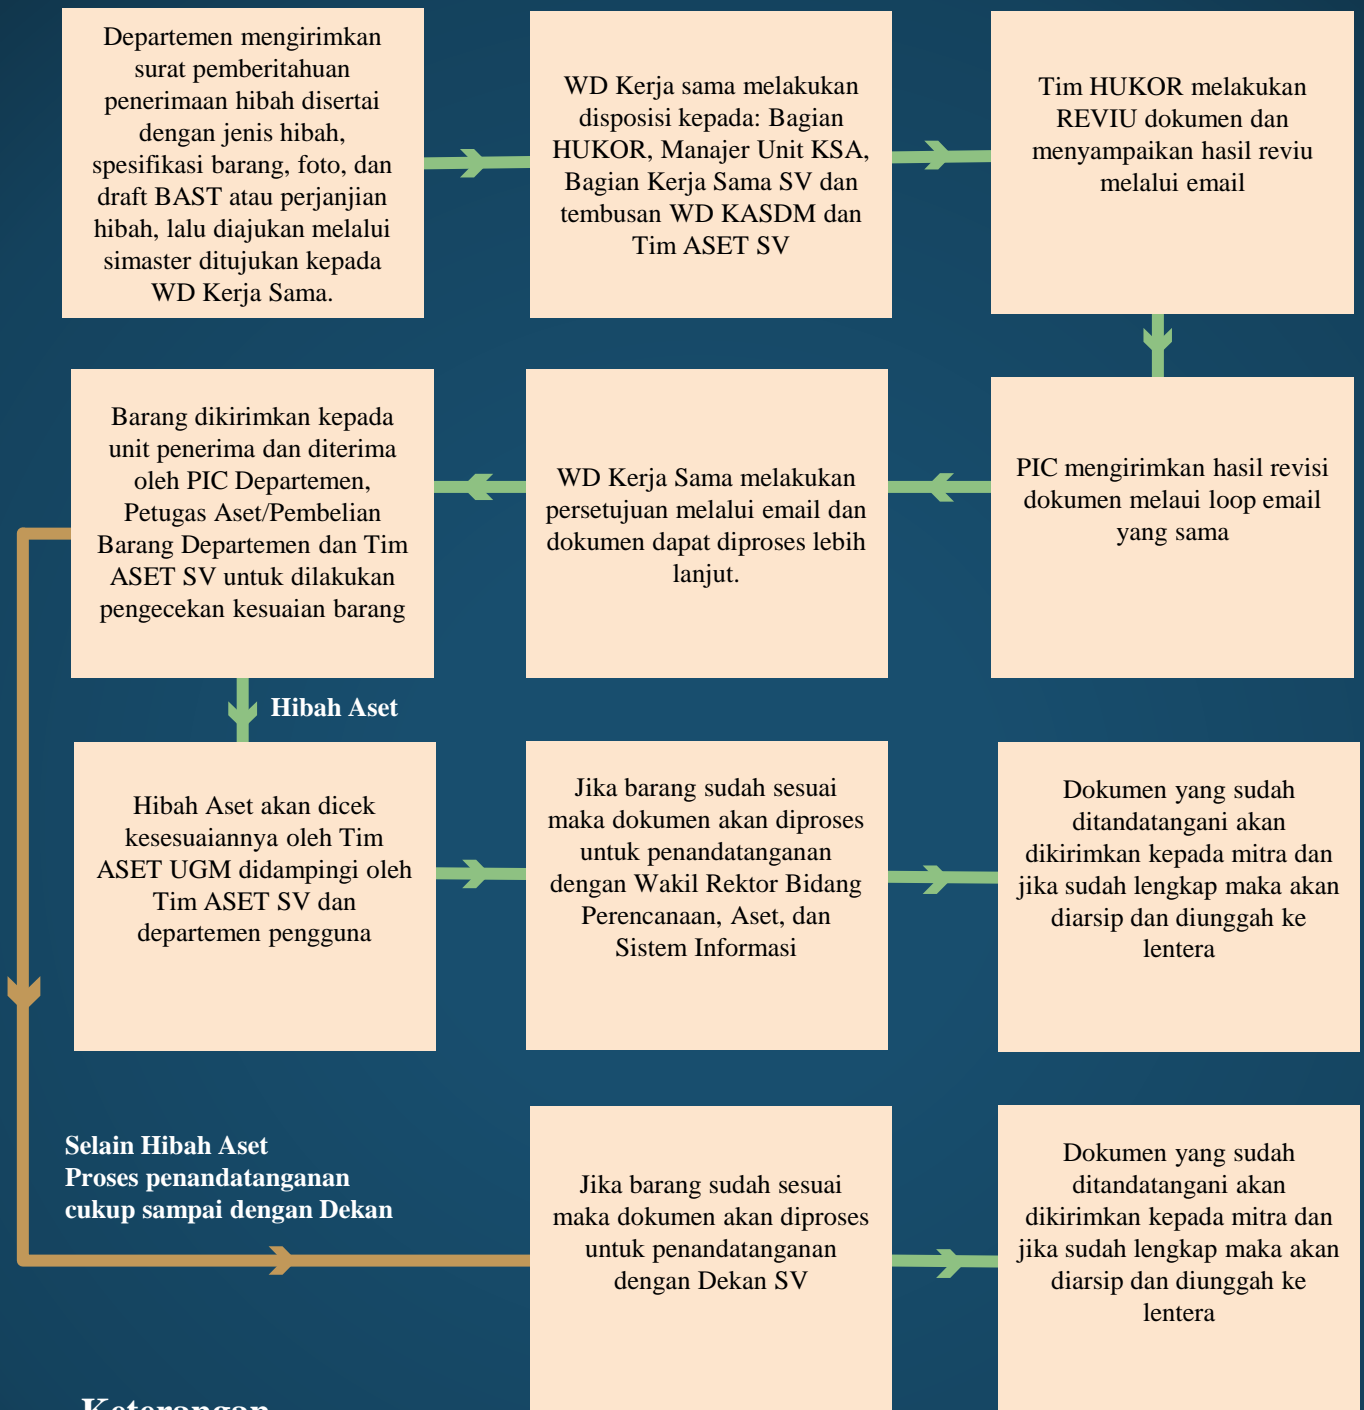 Departemen mengirimkan
surat pemberitahuan
penerimaan hibah disertai
dengan jenis hibah,
spesifikasi barang, foto, dan
draft BAST atau perjanjian
hibah, lalu diajukan melalui
simaster ditujukan kepada
WD Kerja Sama.
WD Kerja sama melakukan
disposisi kepada: Bagian
HUKOR, Manajer Unit KSA,
Bagian Kerja Sama SV dan
tembusan WD KASDM dan
Tim ASET SV
Tim HUKOR melakukan
REVIU dokumen dan
menyampaikan hasil reviu
melalui email
PIC mengirimkan hasil revisi
dokumen melaui loop email
yang sama
WD Kerja Sama melakukan
persetujuan melalui email dan
dokumen dapat diproses lebih
lanjut.
Barang dikirimkan kepada
unit penerima dan diterima
oleh PIC Departemen,
Petugas Aset/Pembelian
Barang Departemen dan Tim
ASET SV untuk dilakukan
pengecekan kesuaian barang
Hibah Aset
Hibah Aset akan dicek
kesesuaiannya oleh Tim
ASET UGM didampingi oleh
Tim ASET SV dan
departemen pengguna
Jika barang sudah sesuai
maka dokumen akan diproses
untuk penandatanganan
dengan Wakil Rektor Bidang
Perencanaan, Aset, dan
Sistem Informasi
Dokumen yang sudah
ditandatangani akan
dikirimkan kepada mitra dan
jika sudah lengkap maka akan
diarsip dan diunggah ke
lentera
Selain Hibah Aset
Proses penandatanganan
cukup sampai dengan Dekan
Jika barang sudah sesuai
maka dokumen akan diproses
untuk penandatanganan
dengan Dekan SV
Dokumen yang sudah
ditandatangani akan
dikirimkan kepada mitra dan
jika sudah lengkap maka akan
diarsip dan diunggah ke
lentera
Keterangan